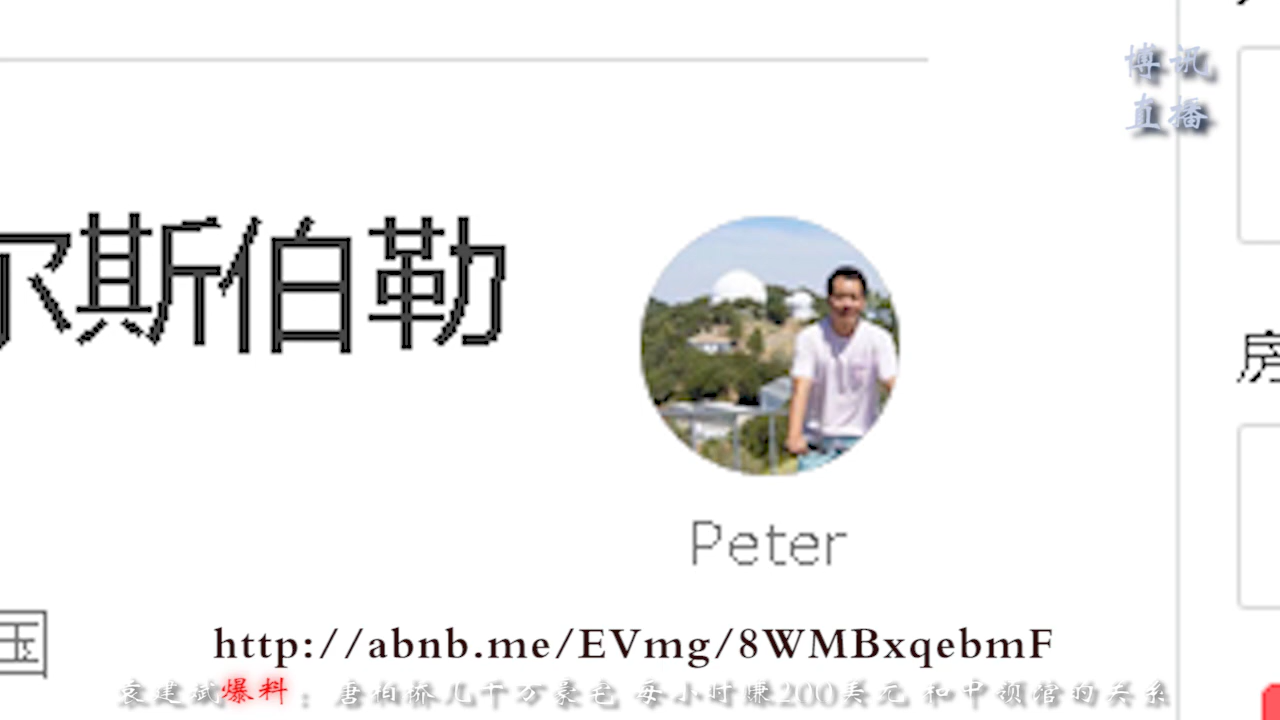 博讯
直播
尔斯伯勒
房
Peter
国
http://abnb.me/EVmg/8WMBxqebmF
袁建斌爆料：唐柏桥几千万豪宅 每小时赚200美元 和中领馆的关系